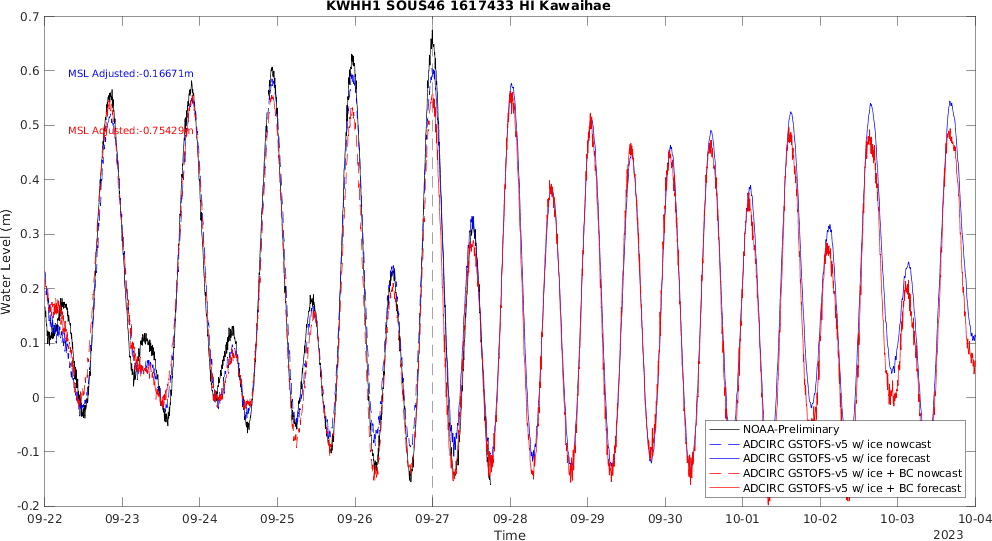 KWHH1 SOUS46 1617433 HI Kawaihae
0.7
0.6
0.5
0.4
0.3
0.2
0.1
0
-0.1
-0.2
Water Level (m)
MSL Adjusted:-0.16671m
MSL Adjusted:-0.75429m
NOAA-Preliminary
ADCIRC GSTOFS-v5 w/ ice nowcast
ADCIRC GSTOFS-v5 w/ ice forecast
ADCIRC GSTOFS-v5 w/ ice + BC nowcast
ADCIRC GSTOFS-v5 w/ ice + BC forecast
09-22 09-23 09-24 09-25 09-26 09-27 09-28 09-29 09-30 10-01 10-02 10-03 10-04
Time
2023